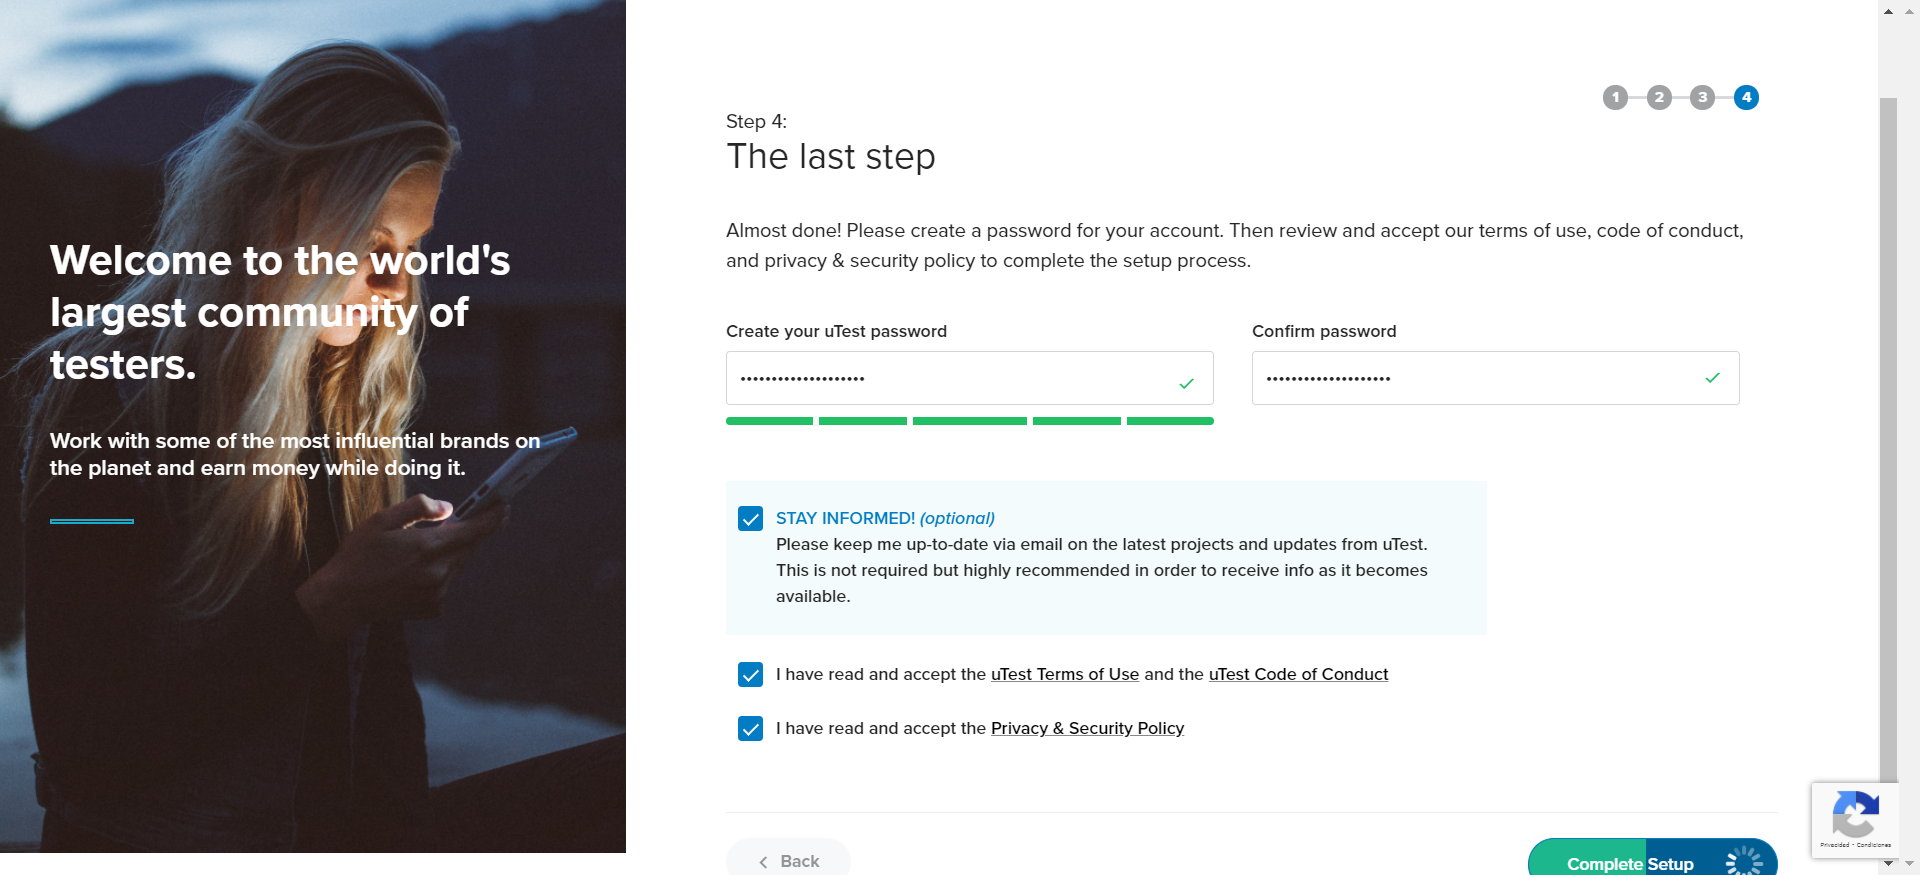 Welcome to the world's
largest community of
testers.
Work with some of the most influential brands on
the planet and earn money while doing it.
1 2 3 4
Step 4:
The last step
Almost done! Please create a password for your account. Then review and accept our terms of use, code of conduct,
and privacy & security policy to complete the setup process.
Create your uTest password
Confirm password
••••••••••••••••••••
••••••••••••••••••••
STAY INFORMED! (optional)
Please keep me up-to-date via email on the latest projects and updates from uTest.
This is not required but highly recommended in order to receive info as it becomes
available.
I have read and accept the uTest Terms of Use and the uTest Code of Conduct
I have read and accept the Privacy & Security Policy
Back
Complete Setup
Privacidad - Condiciones